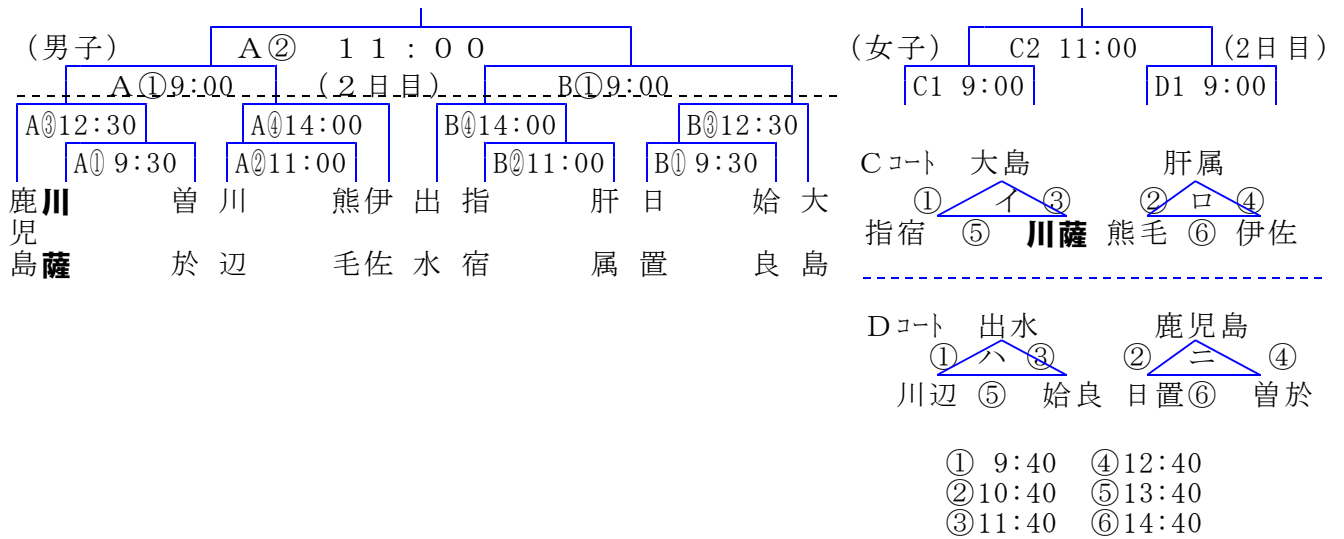 (男子) A② 11:00
A①9:00 (2日目) B①9:00
A③12:30 A④14:00 B④14:00 B③12:30
A① 9:30 A②11:00 B②11:00 B① 9:30
鹿児島 川薩 曽於 川辺 熊毛 伊佐 出水 指宿 肝属 日置 姶良 大島
(女子) C2 11:00 (2日目)
C1 9:00 D1 9:00
Cコート 大島 肝属
① イ ③ ② ロ ④
指宿 ⑤ 川薩 熊毛 ⑥ 伊佐
Dコート 出水 鹿児島
① ハ ③ ② ニ ④
川辺 ⑤ 姶良 日置⑥ 曽於
① 9:40 ④12:40
②10:40 ⑤13:40
③11:40 ⑥14:40